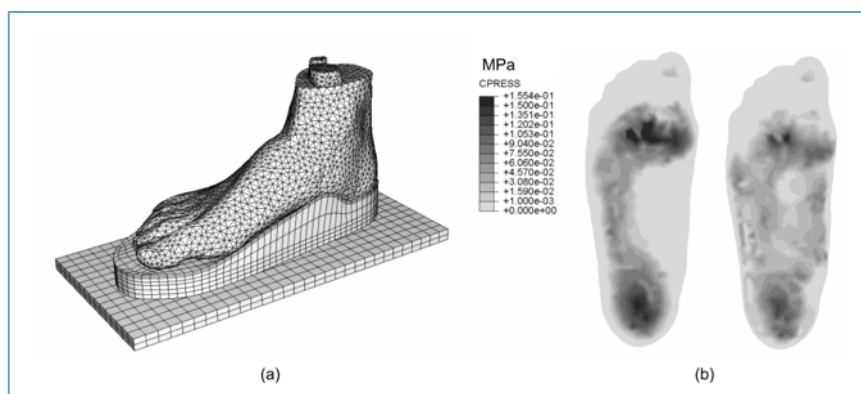 MPa
CPRESS
+1.554e-01
+1.500e-01
+1.351e-01
+1.202e-01
+1.053e-01
+9.040e-02
+7.550e-02
+6.060e-02
+4.570e-02
+3.080e-02
+1.590e-02
+1.000e-03
+0.000e+00
(a)
(b)